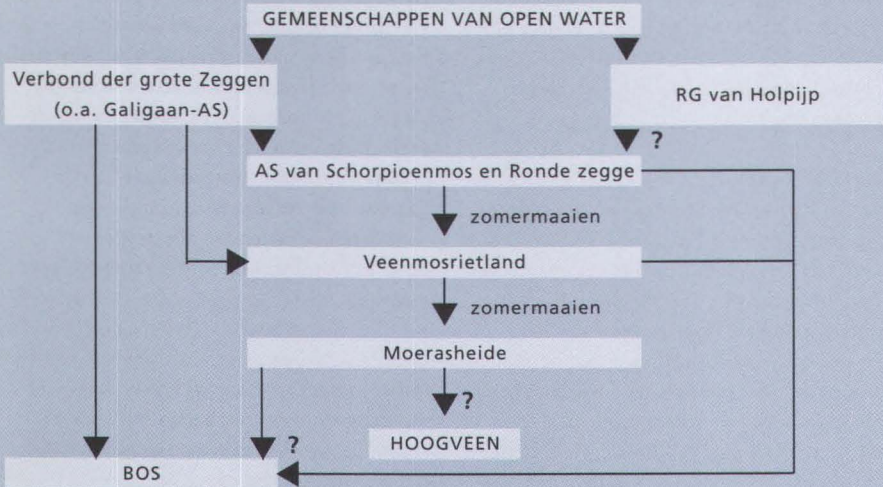 GEMEENSCHAPPEN VAN OPEN WATER
Verbond der grote Zeggen
(o.a. Galigaan-AS)
RG van Holpijp
?
AS van Schorpioenmos en Ronde zegge
zomermaaien
Veenmosrietland
zomermaaien
Moerasheide
?
?
HOOGVEEN
BOS